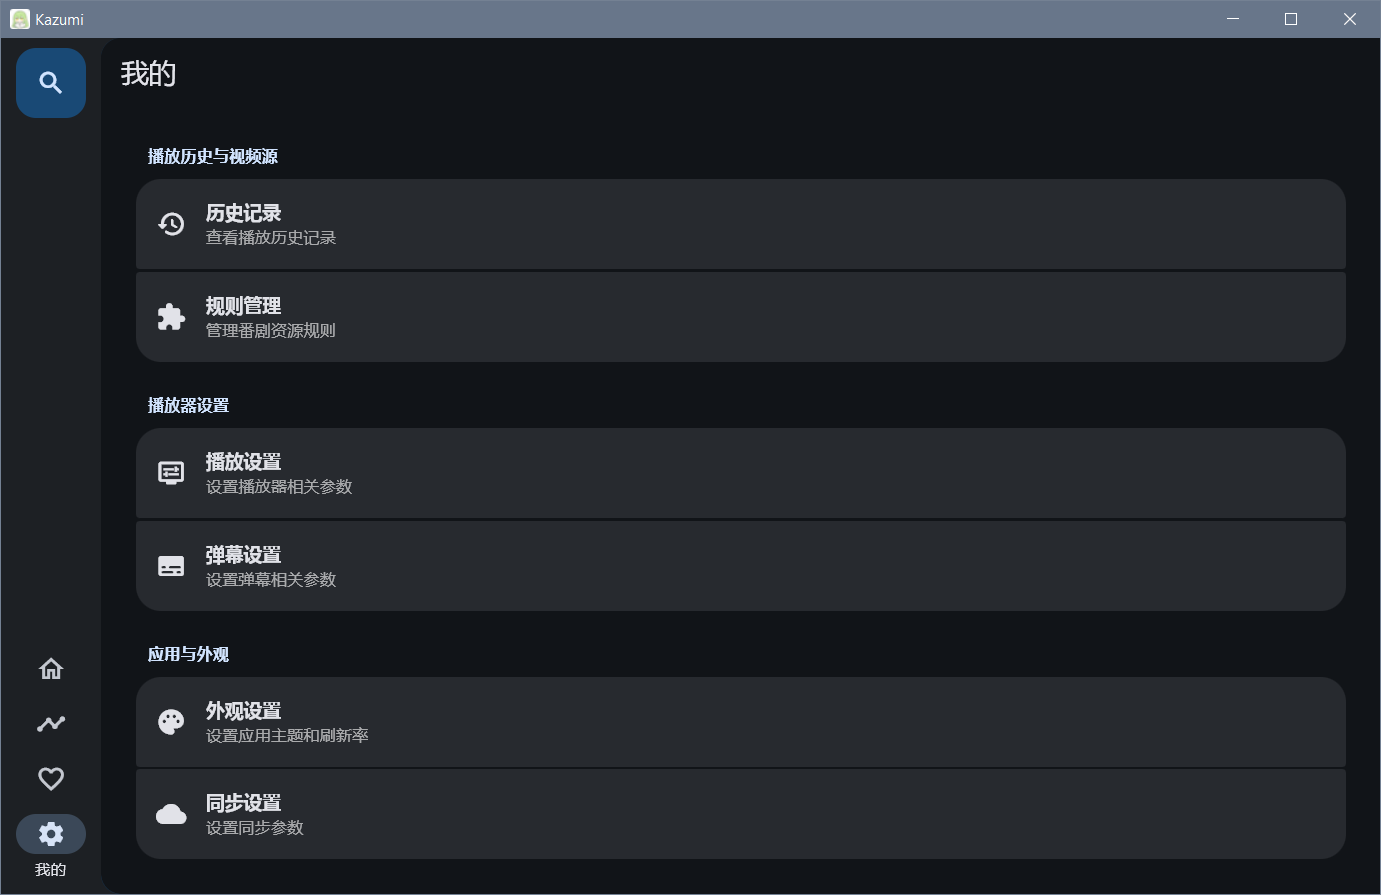 Kazumi
我的
播放历史与视频源
历史记录
查看播放历史记录
规则管理
管理番剧资源规则
播放器设置
播放设置
设置播放器相关参数
弹幕设置
设置弹幕相关参数
应用与外观
外观设置
设置应用主题和刷新率
同步设置
设置同步参数
我的